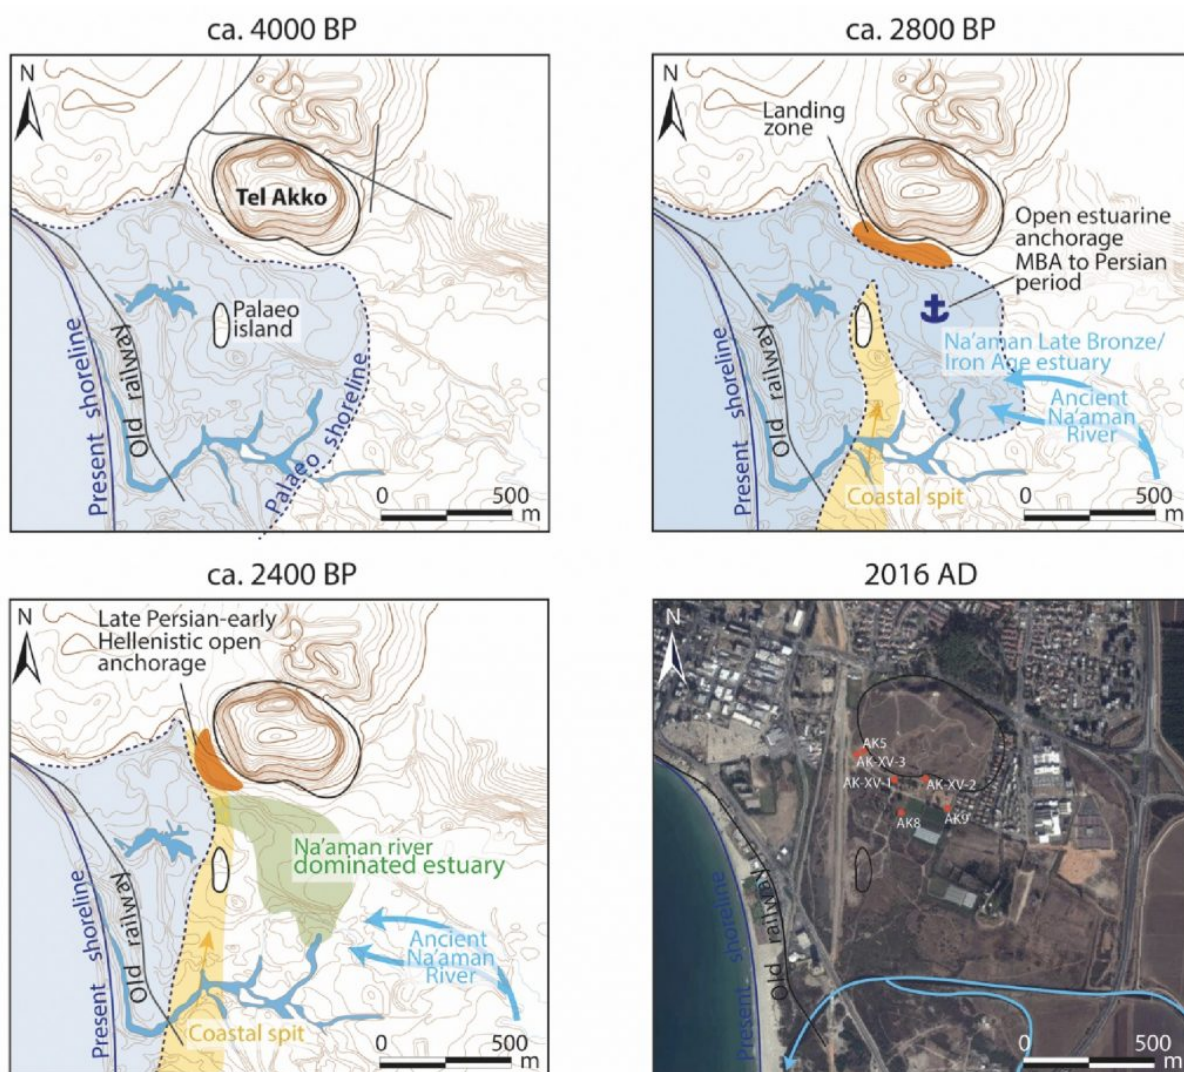 ca. 4000 BP
N
Tel Akko
Palaeo
island
Present shoreline
Old railway
Palaeo shoreline
0 500
m
ca. 2800 BP
N
Landing
zone
Open estuarine
anchorage
MBA to Persian
period
Na'aman Late Bronze/
Iron Age estuary
Ancient
Na'aman
River
Present shoreline
Old railway
Coastal spit
0 500
m
ca. 2400 BP
N
Late Persian-early
Hellenistic open
anchorage
Na'aman river
dominated estuary
Ancient
Na'aman
River
Present shoreline
Old railway
Coastal spit
0 500
m
2016 AD
N
AK5
AK-XV-3
AK-XV-1
AK-XV-2
AK8
AK9
Present shoreline
Old railway
0 500
m